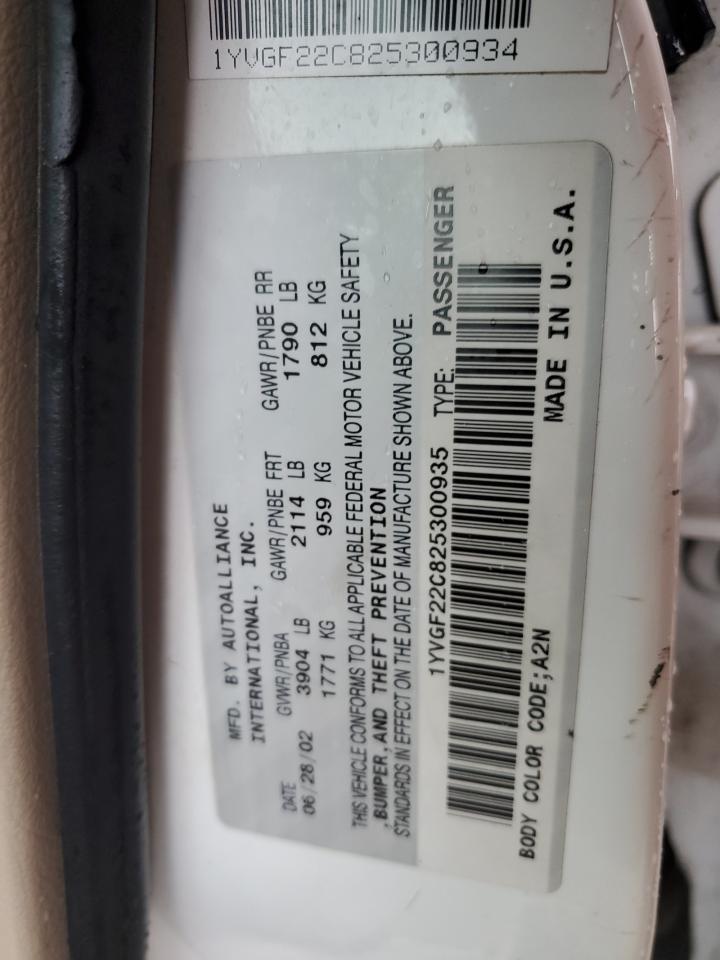 1YVGF22C825300934
MFD. BY AUTOALLIANCE
INTERNATIONAL, INC.
DATE GVWR/PNBA GAWR/PNBE FRT GAWR/PNBE RR
06/28/02 3904 LB 2114 LB 1790 LB
1771 KG 959 KG 812 KG
THIS VEHICLE CONFORMS TO ALL APPLICABLE FEDERAL MOTOR VEHICLE SAFETY
,BUMPER,AND THEFT PREVENTION
STANDARDS IN EFFECT ON THE DATE OF MANUFACTURE SHOWN ABOVE.
1YVGF22C825300935 TYPE: PASSENGER
BODY COLOR CODE;A2N MADE IN U.S.A.